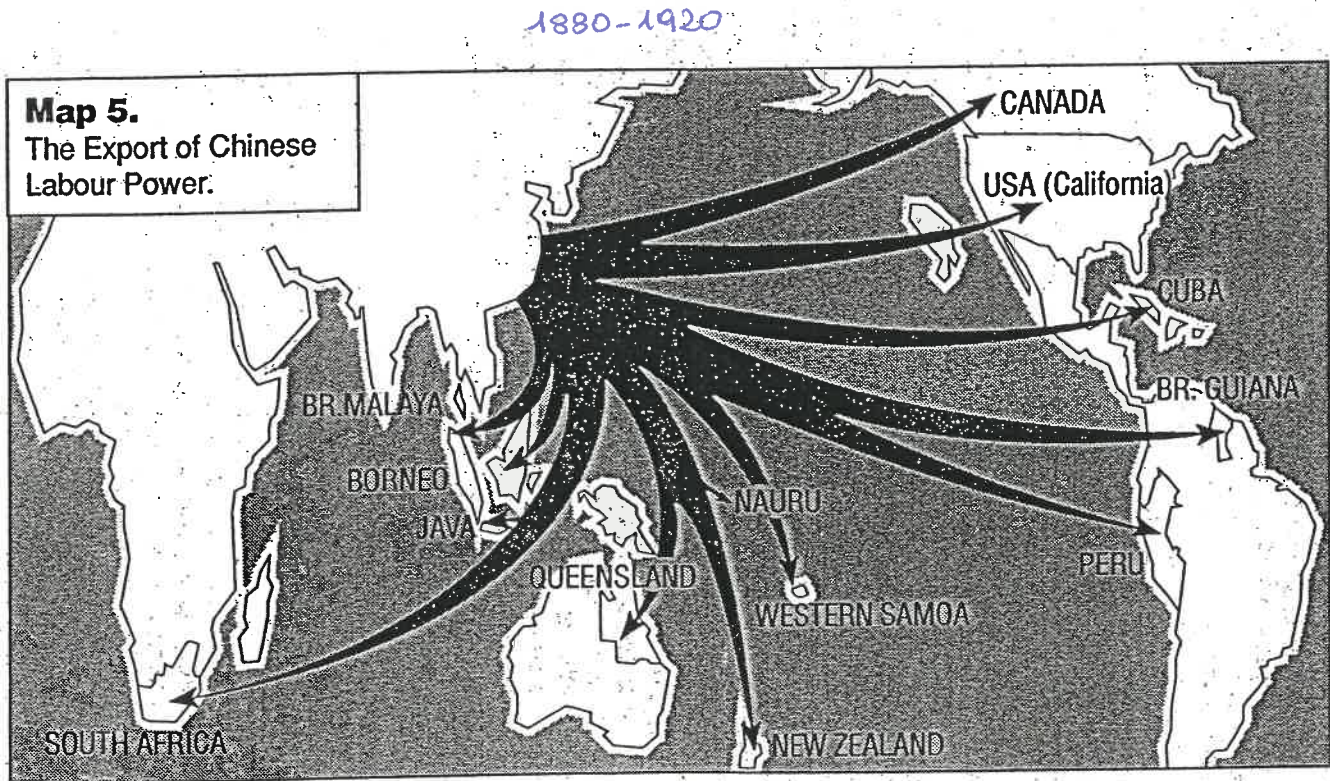 1880-1920
Map 5.
The Export of Chinese
Labour Power.
CANADA
USA (California)
CUBA
BR. GUIANA
BR.MALAYA
BORNEO
JAVA
NAURU
QUEENSLAND
PERU
WESTERN SAMOA
SOUTH AFRICA
NEW ZEALAND